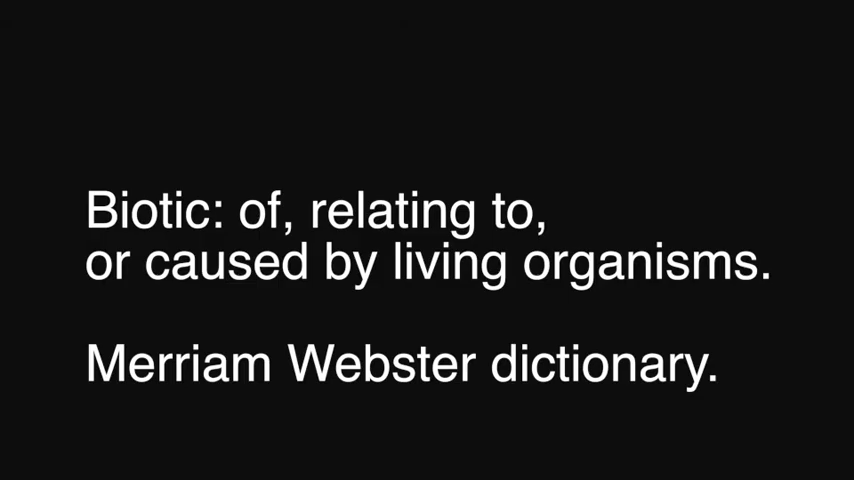 Biotic: of, relating to,
or caused by living organisms.
Merriam Webster dictionary.